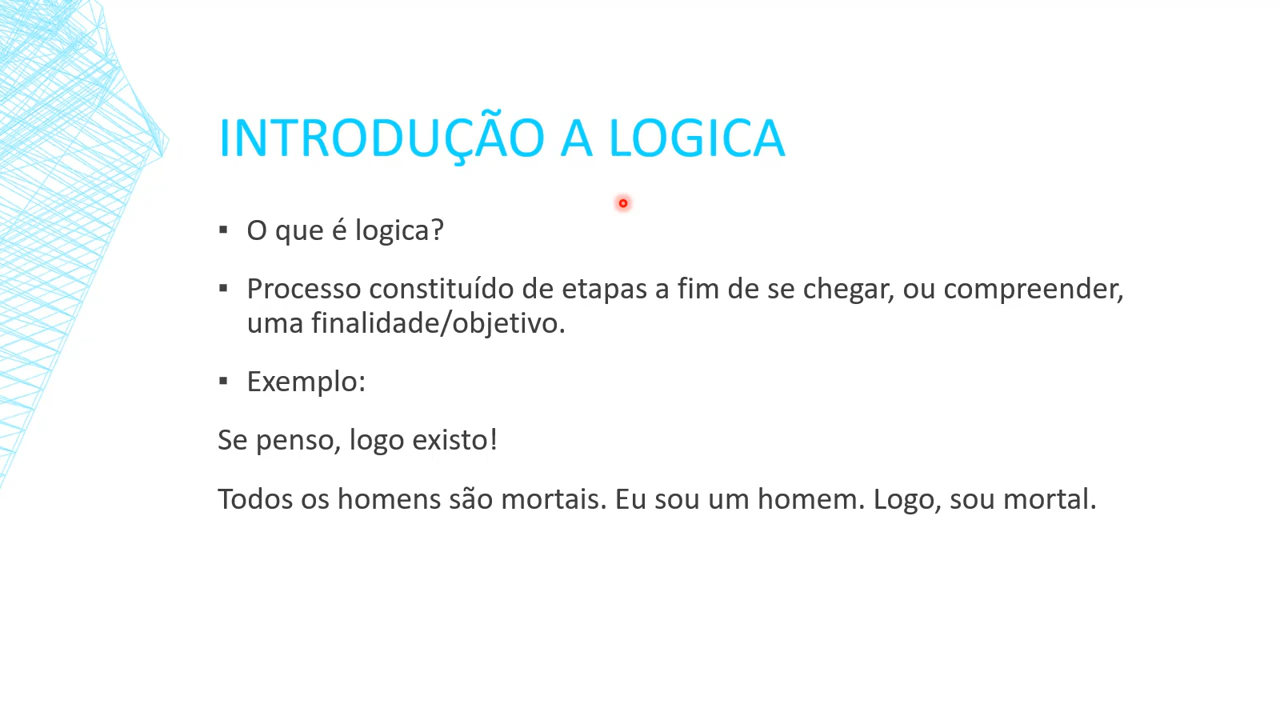 INTRODUÇÃO A LOGICA
▪ O que é logica?
▪ Processo constituído de etapas a fim de se chegar, ou compreender,
uma finalidade/objetivo.
▪ Exemplo:
Se penso, logo existo!
Todos os homens são mortais. Eu sou um homem. Logo, sou mortal.